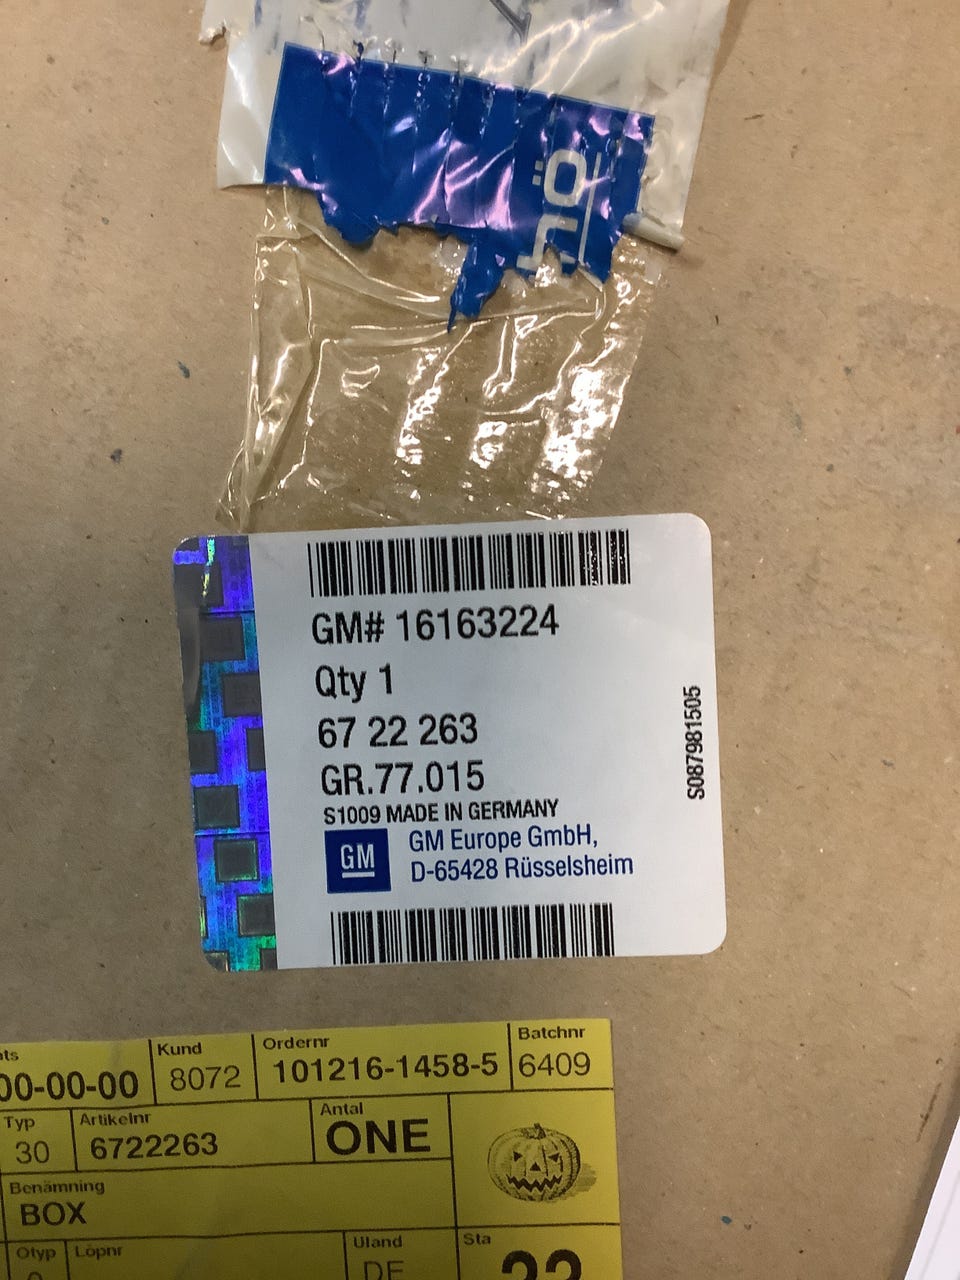 GM# 16163224
Qty 1
67 22 263
GR.77.015
S1009 MADE IN GERMANY
GM
GM Europe GmbH,
D-65428 Rüsselsheim
S087981505
Kund
8072
Ordernr
101216-1458-5
Batchnr
6409
00-00-00
Typ
30
Artikelnr
6722263
Antal
ONE
Benämning
BOX
Otyp
Löpnr
Uland
DE
Sta
22